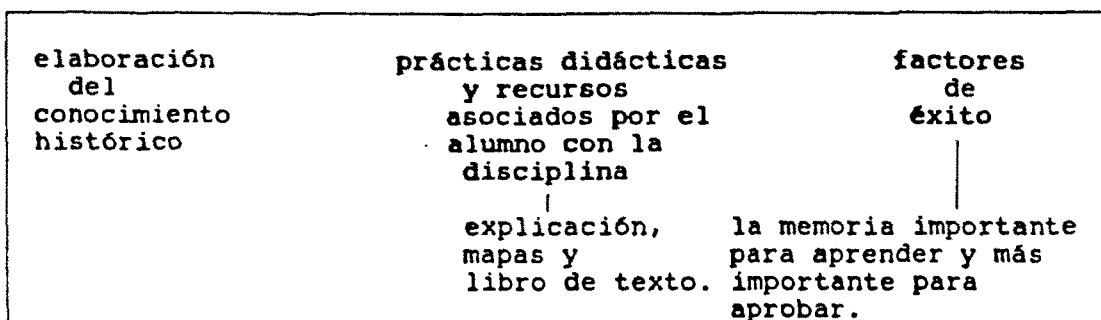 elaboración
del
conocimiento
histórico
prácticas didácticas
y recursos
asociados por el
alumno con la
disciplina
explicación,
mapas y
libro de texto.
factores
de
éxito
la memoria importante
para aprender y más
importante para
aprobar.